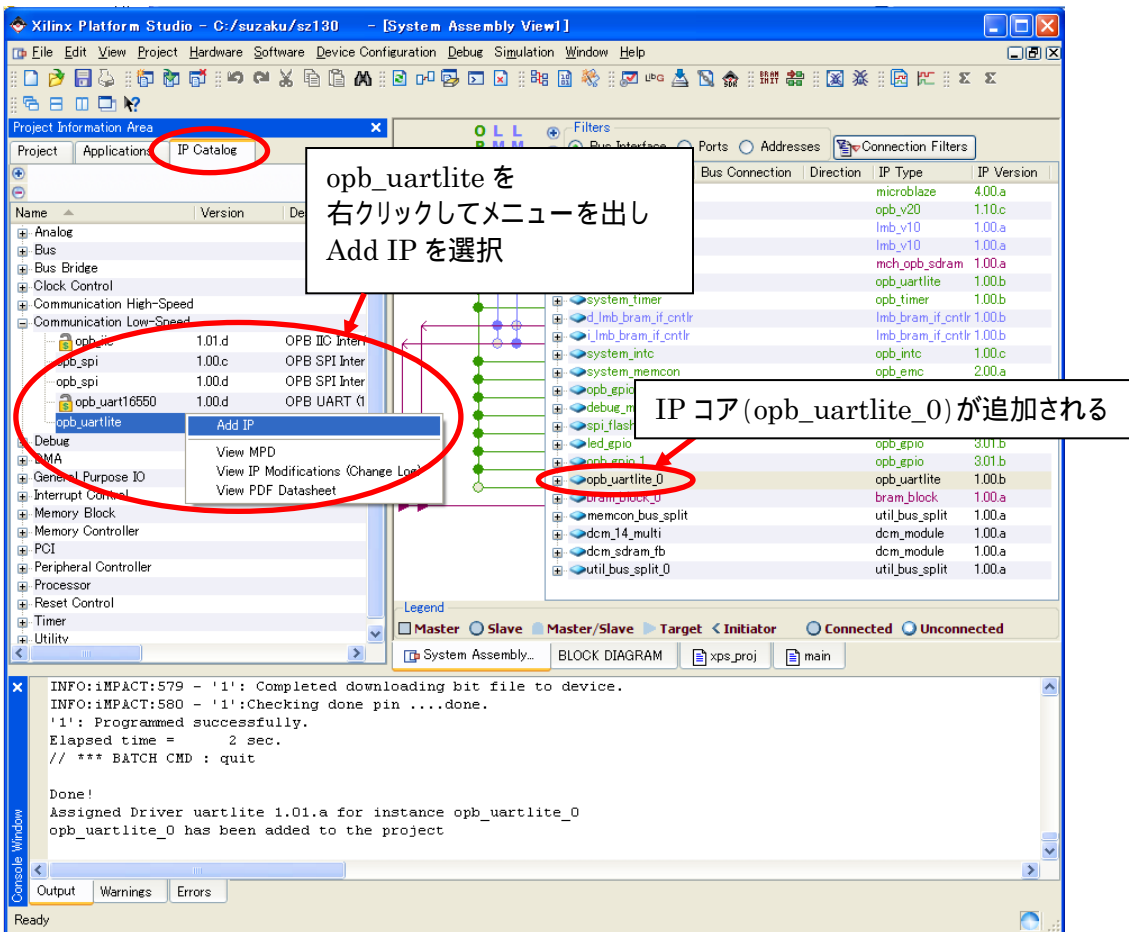 Xilinx Platform Studio - C:/suzaku/sz130 - [System Assembly View1]
File Edit View Project Hardware Software Device Configuration Debug Simulation Window Help
Project Information Area
Project Applications IP Catalog
Name Version
Analog
Bus
Bus Bridge
Clock Control
Communication High-Speed
Communication Low-Speed
opb_iic 1.01.d OPB IIC Interf
opb_spi 1.00.c OPB SPI Inter
opb_spi 1.00.d OPB SPI Inter
opb_uart16550 1.00.d OPB UART (1
opb_uartlite
Debug
DMA
General Purpose IO
Interrupt Control
Memory Block
Memory Controller
PCI
Peripheral Controller
Processor
Reset Control
Timer
Utility
Add IP
View MPD
View IP Modifications (Change Log)
View PDF Datasheet
opb_uartlite を
右クリックしてメニューを出し
Add IP を選択
O L L
Filters
Bus Interface Ports Addresses Connection Filters
Bus Connection Direction IP Type IP Version
microblaze 4.00.a
opb_v20 1.10.c
lmb_v10 1.00.a
lmb_v10 1.00.a
mch_opb_sdram 1.00.a
opb_uartlite 1.00.b
system_timer opb_timer 1.00.b
d_lmb_bram_if_cntlr lmb_bram_if_cntlr 1.00.b
i_lmb_bram_if_cntlr lmb_bram_if_cntlr 1.00.b
system_intc opb_intc 1.00.c
system_memcon opb_emc 2.00.a
opb_gpio
debug_m
spi_flash
led_gpio opb_gpio 3.01.b
opb_gpio_1 opb_gpio 3.01.b
opb_uartlite_0 opb_uartlite 1.00.b
bram_block_0 bram_block 1.00.a
memcon_bus_split util_bus_split 1.00.a
dcm_14_multi dcm_module 1.00.a
dcm_sdram_fb dcm_module 1.00.a
util_bus_split_0 util_bus_split 1.00.a
IP コア(opb_uartlite_0)が追加される
Legend
Master Slave Master/Slave Target Initiator Connected Unconnected
System Assembly... BLOCK DIAGRAM xps_proj main
INFO:iMPACT:579 - '1': Completed downloading bit file to device.
INFO:iMPACT:580 - '1':Checking done pin ....done.
'1': Programmed successfully.
Elapsed time = 2 sec.
// *** BATCH CMD : quit
Done!
Assigned Driver uartlite 1.01.a for instance opb_uartlite_0
opb_uartlite_0 has been added to the project
Console Window
Output Warnings Errors
Ready